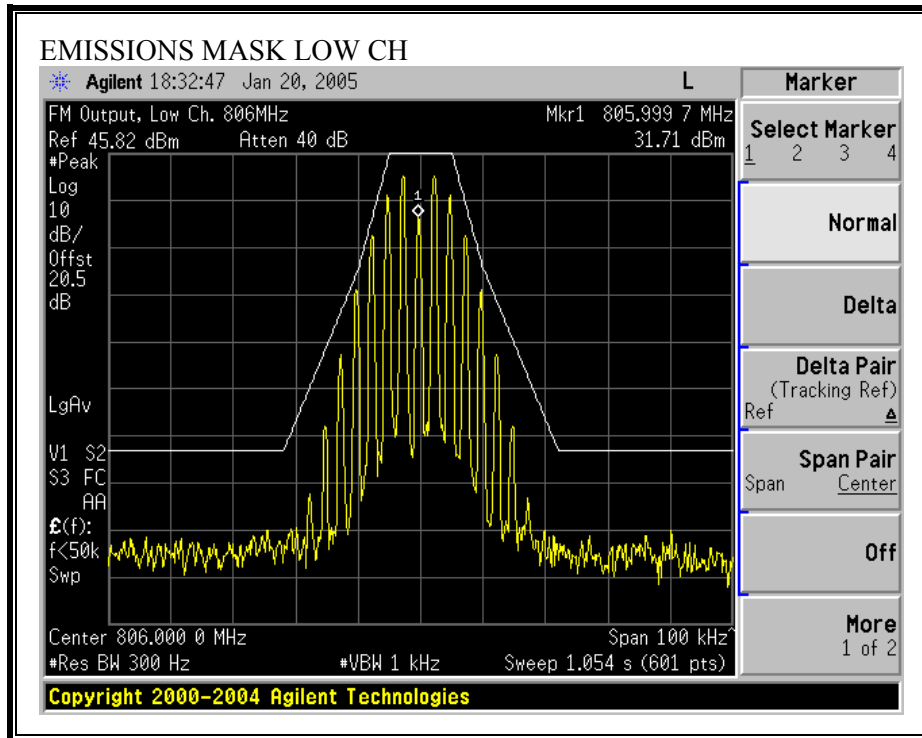 EMISSIONS MASK LOW CH
Agilent 18:32:47 Jan 20, 2005 L
FM Output, Low Ch. 806MHz Mkr1 805.999 7 MHz
Ref 45.82 dBm Atten 40 dB 31.71 dBm
#Peak
Log
10
dB/
Offst
20.5
dB
1
LgAv
V1 S2
S3 FC
AA
£(f):
f<50k
Swp
Center 806.000 0 MHz Span 100 kHz^
#Res BW 300 Hz #VBW 1 kHz Sweep 1.054 s (601 pts)
Copyright 2000-2004 Agilent Technologies
Marker
Select Marker
1 2 3 4
Normal
Delta
Delta Pair
(Tracking Ref)
Ref Δ
Span Pair
Span Center
Off
More
1 of 2